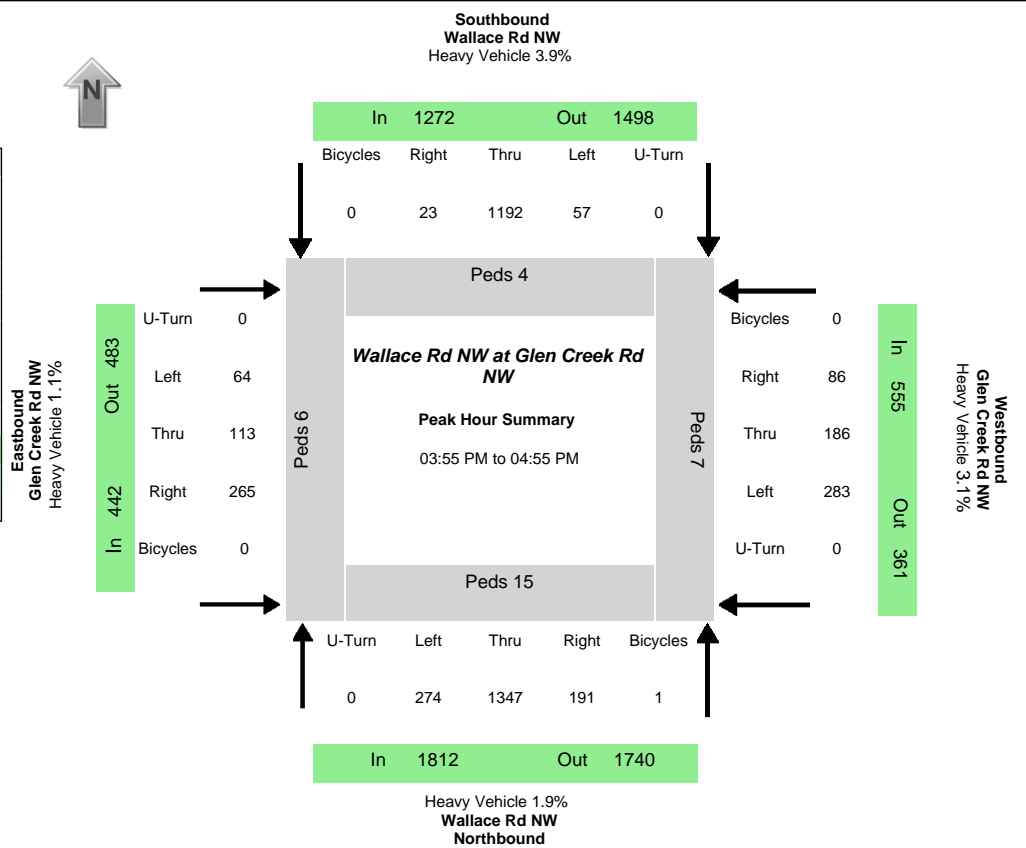 Southbound
Wallace Rd NW
Heavy Vehicle 3.9%
N
In 1272 Out 1498
Bicycles Right Thru Left U-Turn
0 23 1192 57 0
Peds 4
Eastbound
Glen Creek Rd NW
Heavy Vehicle 1.1%
Out 483
In 442
U-Turn 0
Left 64
Thru 113
Right 265
Bicycles 0
Peds 6
Wallace Rd NW at Glen Creek Rd
NW
Peak Hour Summary
03:55 PM to 04:55 PM
Peds 7
Bicycles 0
Right 86
Thru 186
Left 283
U-Turn 0
In 555
Out 361
Westbound
Glen Creek Rd NW
Heavy Vehicle 3.1%
Peds 15
U-Turn Left Thru Right Bicycles
0 274 1347 191 1
In 1812 Out 1740
Heavy Vehicle 1.9%
Wallace Rd NW
Northbound